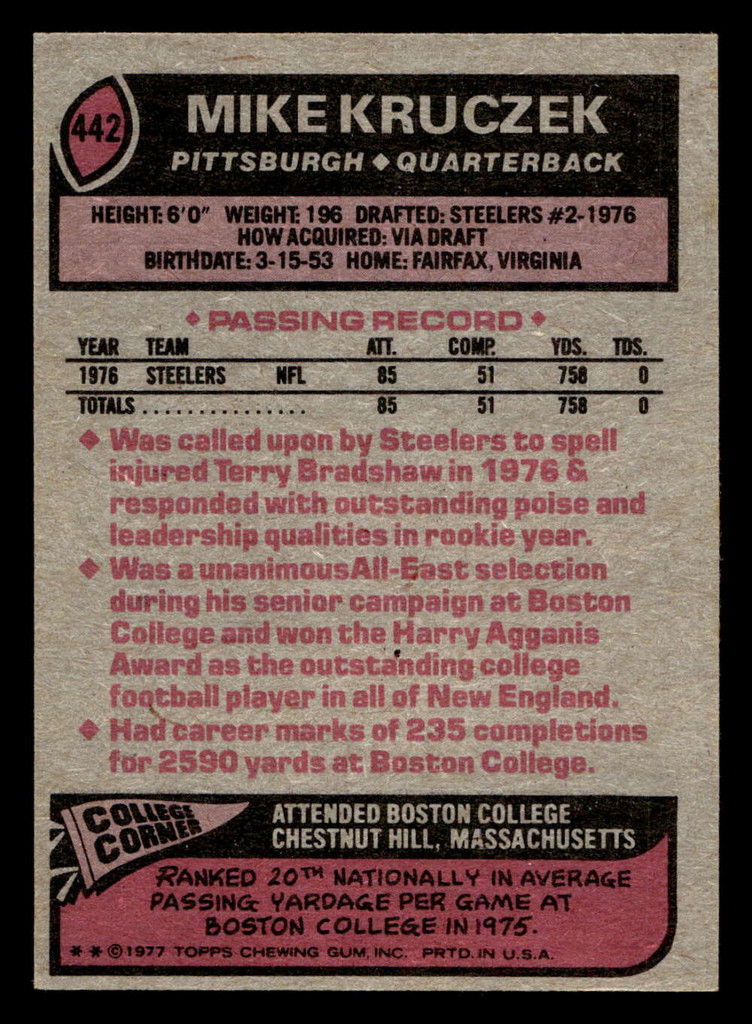 442
MIKE KRUCZEK
PITTSBURGH ◆ QUARTERBACK
HEIGHT: 6'0" WEIGHT: 196 DRAFTED: STEELERS #2-1976
HOW ACQUIRED: VIA DRAFT
BIRTHDATE: 3-15-53 HOME: FAIRFAX, VIRGINIA
◆ PASSING RECORD ◆
YEAR TEAM ATT. COMP. YDS. TDS.
1976 STEELERS NFL 85 51 758 0
TOTALS ............... 85 51 758 0
◆ Was called upon by Steelers to spell
injured Terry Bradshaw in 1976 &
responded with outstanding poise and
leadership qualities in rookie year.
◆ Was a unanimous All-East selection
during his senior campaign at Boston
College and won the Harry Agganis
Award as the outstanding college
football player in all of New England.
◆ Had career marks of 235 completions
for 2590 yards at Boston College.
COLLEGE
CORNER
ATTENDED BOSTON COLLEGE
CHESTNUT HILL, MASSACHUSETTS
RANKED 20TH NATIONALLY IN AVERAGE
PASSING YARDAGE PER GAME AT
BOSTON COLLEGE IN 1975.
* * © 1977 TOPPS CHEWING GUM, INC. PRTD. IN U.S.A.